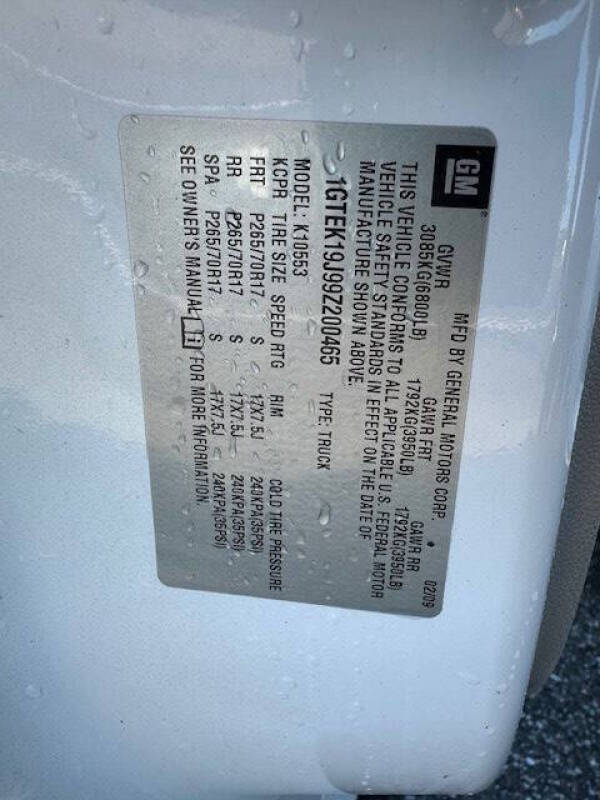 GM
MFD BY GENERAL MOTORS CORP. 02/09
GVWR GAWR FRT GAWR RR
3085KG(6800LB) 1792KG(3950LB) 1792KG(3950LB)
THIS VEHICLE CONFORMS TO ALL APPLICABLE U.S. FEDERAL MOTOR
VEHICLE SAFETY STANDARDS IN EFFECT ON THE DATE OF
MANUFACTURE SHOWN ABOVE.
1GTEK19J99Z200465 TYPE: TRUCK
MODEL: K10553
KCPR TIRE SIZE SPEED RTG RIM COLD TIRE PRESSURE
FRT P265/70R17 S 17X7.5J 240KPA(35PSI)
RR P265/70R17 S 17X7.5J 240KPA(35PSI)
SPA P265/70R17 S 17X7.5J 240KPA(35PSI)
SEE OWNER'S MANUAL FOR MORE INFORMATION.